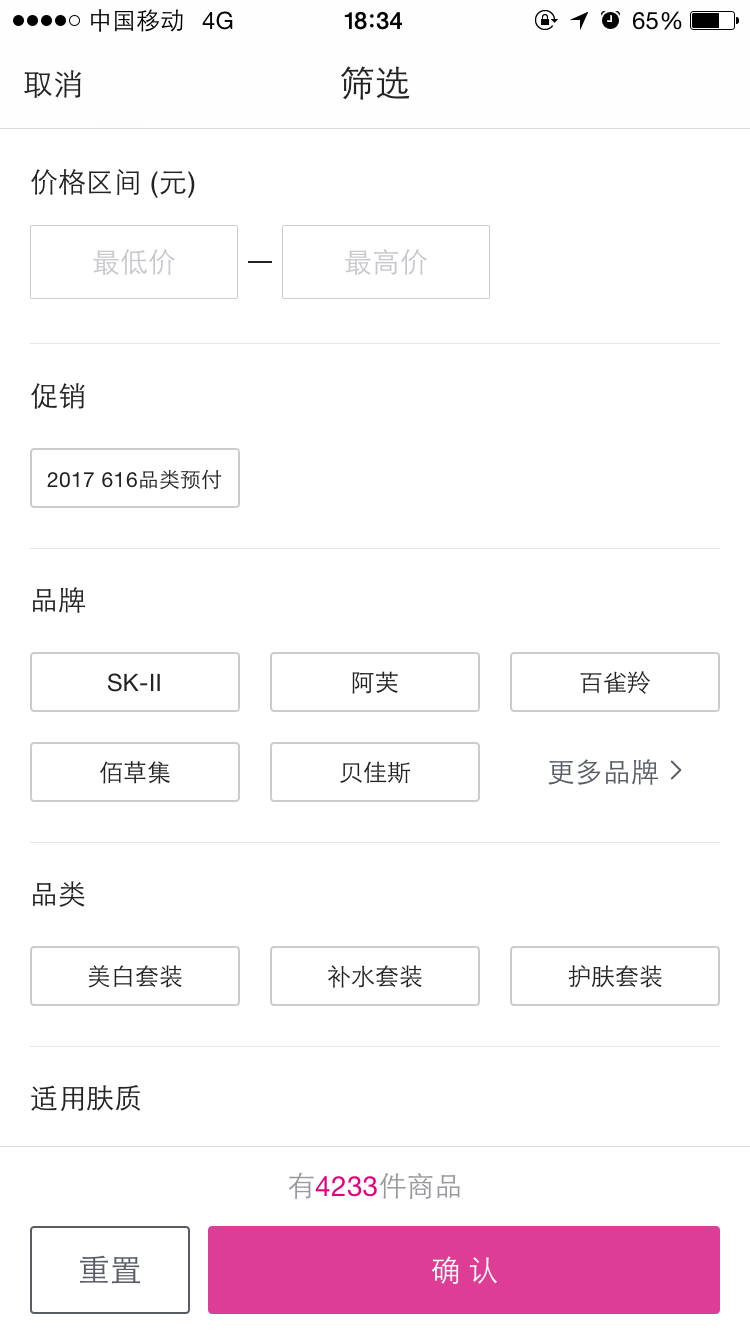 中国移动 4G 18:34 65%
取消 筛选
价格区间 (元)
最低价 — 最高价
促销
2017 616品类预付
品牌
SK-II 阿芙 百雀羚
佰草集 贝佳斯 更多品牌
品类
美白套装 补水套装 护肤套装
适用肤质
有4233件商品
重置 确 认